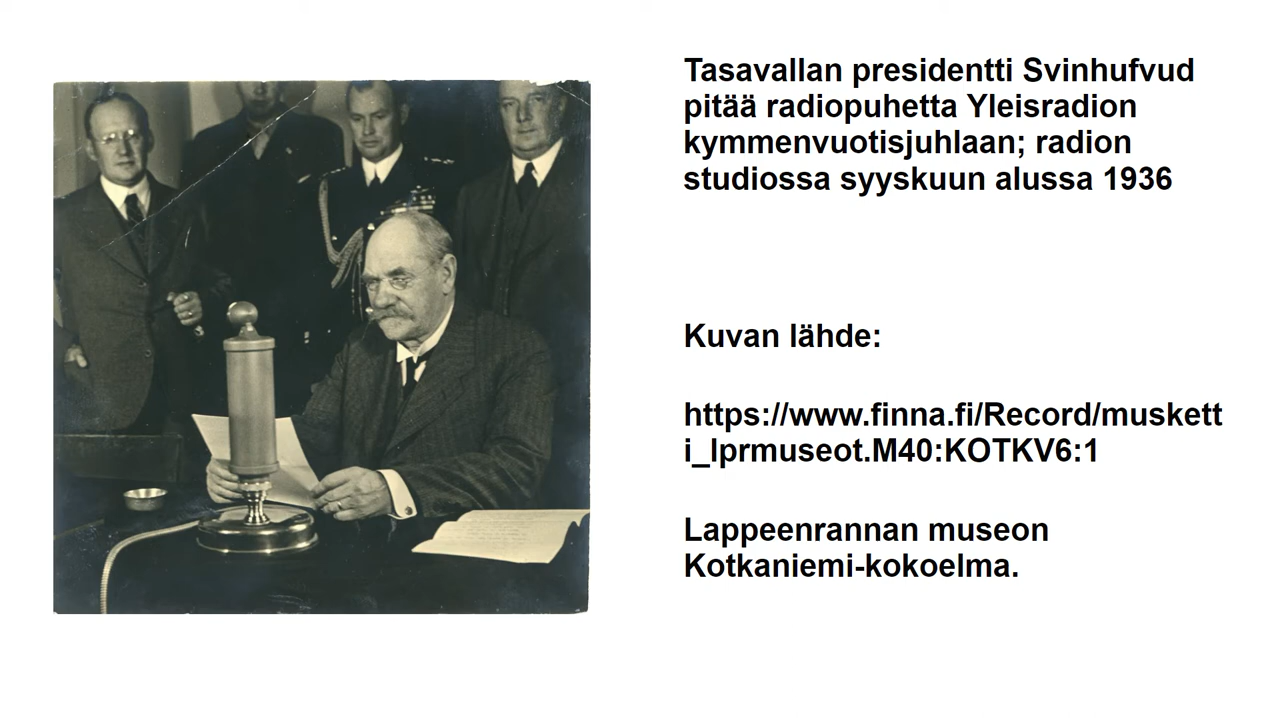 Tasavallan presidentti Svinhufvud
pitää radiopuhetta Yleisradion
kymmenvuotisjuhlaan; radion
studiossa syyskuun alussa 1936
Kuvan lähde:
https://www.finna.fi/Record/muskett
i_lprmuseot.M40:KOTKV6:1
Lappeenrannan museon
Kotkaniemi-kokoelma.